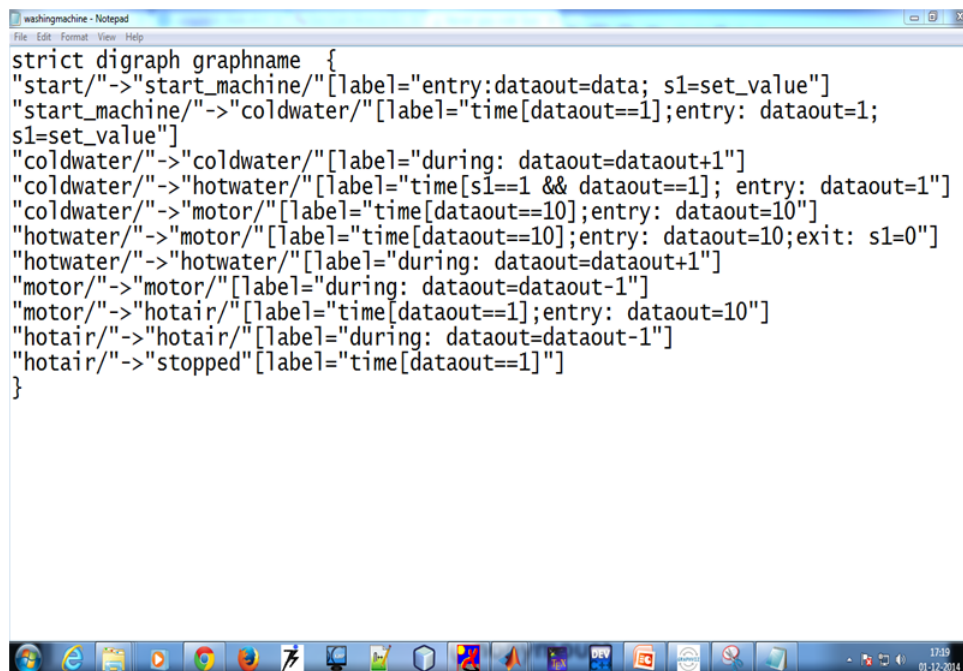 washingmachine - Notepad
File Edit Format View Help
strict digraph graphname {
"start/"->"start_machine/"[label="entry:dataout=data; s1=set_value"]
"start_machine/"->"coldwater/"[label="time[dataout==1];entry: dataout=1;
s1=set_value"]
"coldwater/"->"coldwater/"[label="during: dataout=dataout+1"]
"coldwater/"->"hotwater/"[label="time[s1==1 && dataout==1]; entry: dataout=1"]
"coldwater/"->"motor/"[label="time[dataout==10];entry: dataout=10"]
"hotwater/"->"motor/"[label="time[dataout==10];entry: dataout=10;exit: s1=0"]
"hotwater/"->"hotwater/"[label="during: dataout=dataout+1"]
"motor/"->"motor/"[label="during: dataout=dataout-1"]
"motor/"->"hotair/"[label="time[dataout==1];entry: dataout=10"]
"hotair/"->"hotair/"[label="during: dataout=dataout-1"]
"hotair/"->"stopped"[label="time[dataout==1]"]
}
DEV
17:19
01-12-2014